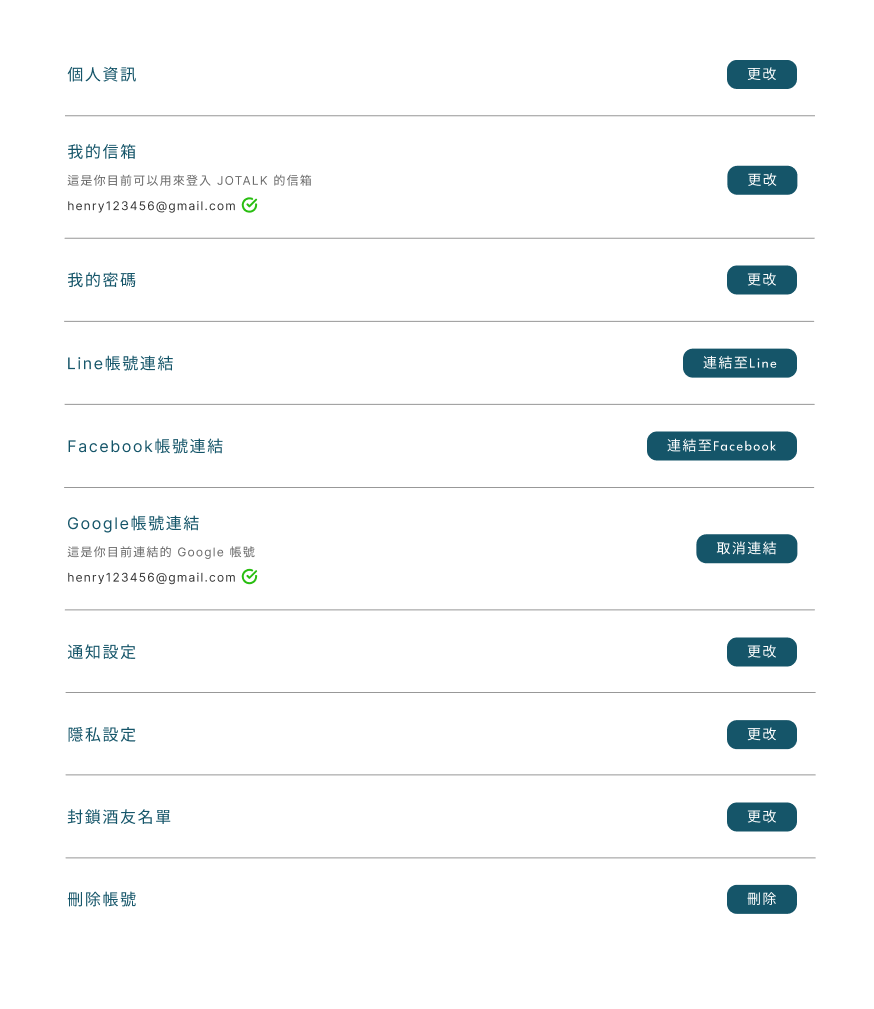 個人資訊
更改
我的信箱
這是你目前可以用來登入 JOTALK 的信箱
henry123456@gmail.com
更改
我的密碼
更改
Line帳號連結
連結至Line
Facebook帳號連結
連結至Facebook
Google帳號連結
這是你目前連結的 Google 帳號
henry123456@gmail.com
取消連結
通知設定
更改
隱私設定
更改
封鎖酒友名單
更改
刪除帳號
刪除